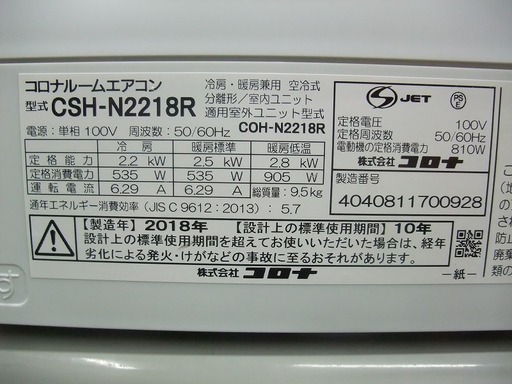 コロナルームエアコン
型式 CSH-N2218R
冷房・暖房兼用 空冷式
分離形/室内ユニット
適用室外ユニット型式
電源:単相100V 周波数:50/60Hz COH-N2218R
冷房 暖房標準 暖房低温
定格能力 2.2 kW 2.5 kW 2.8 kW
定格消費電力 535 W 535 W 905 W
運転電流 6.29 A 6.29 A 総質量:9.5kg
通年エネルギー消費効率(JIS C 9612:2013):5.7
【製造年】2018年 【設計上の標準使用期間】10年
設計上の標準使用期間を超えてお使いいただいた場合は、経年
劣化による発火・けがなどの事故に至るおそれがあります。
株式会社 コロナ
S JET
PS
E
定格電圧 100V
定格周波数 50/60Hz
電動機の定格消費電力 810W
株式会社 コロナ
製造番号
4040811700928
-紙-